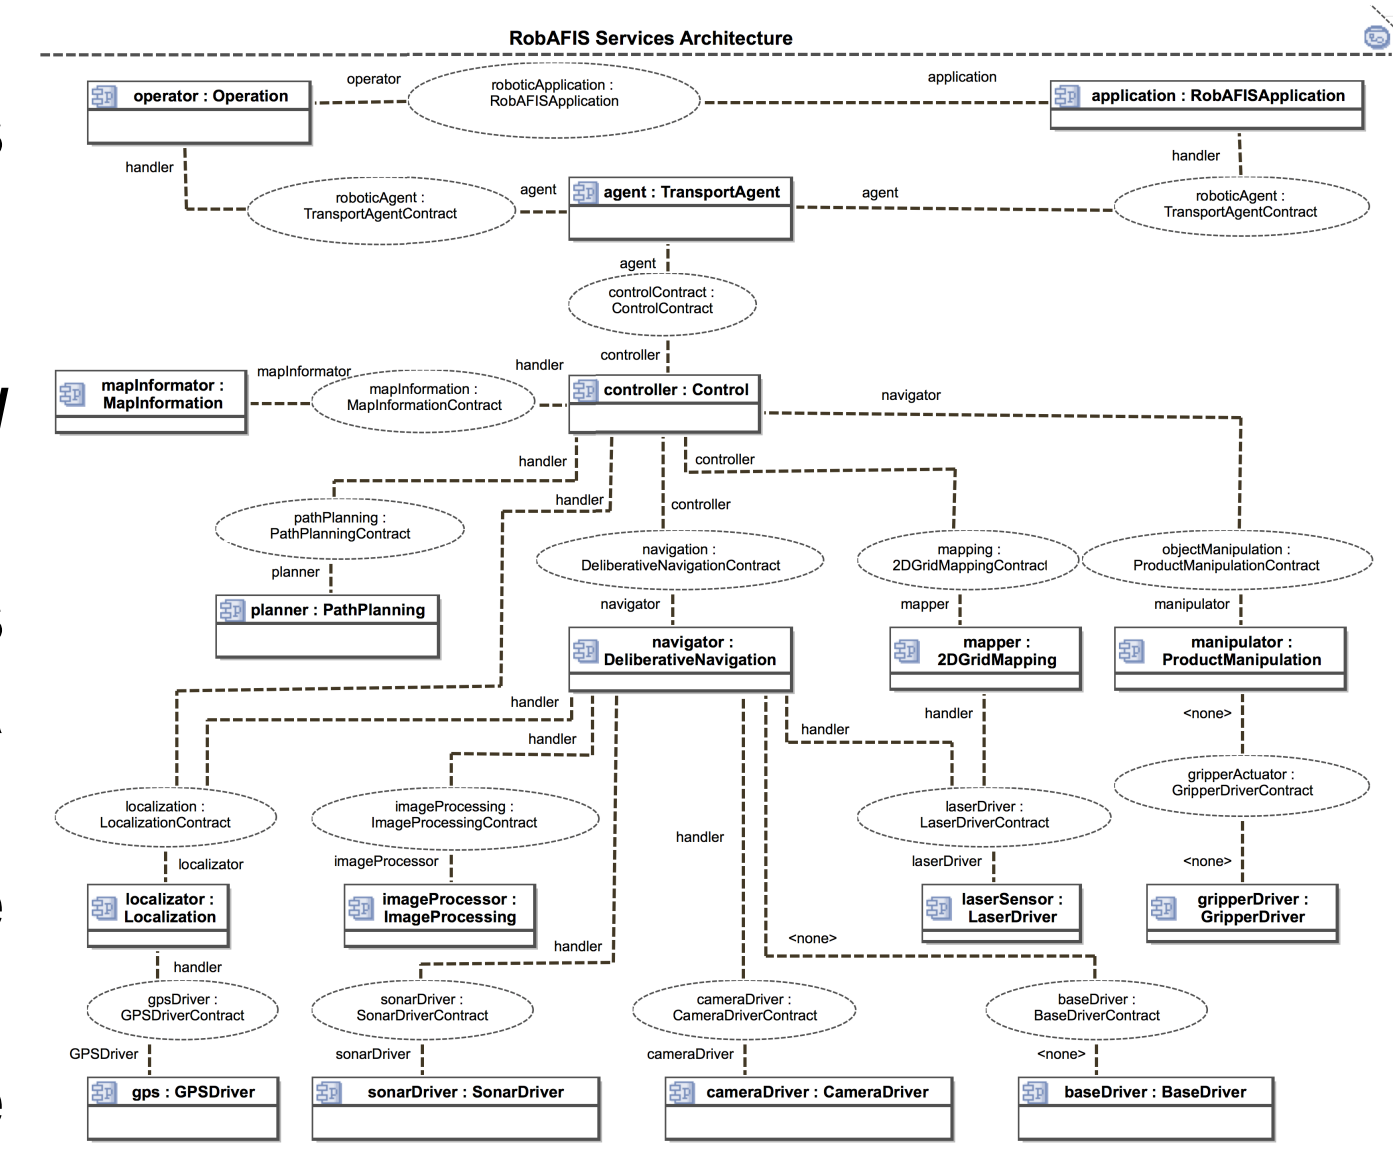 RobAFIS Services Architecture
operator
roboticApplication :
RobAFISApplication
application
operator : Operation
application : RobAFISApplication
handler
roboticAgent :
TransportAgentContract
agent
agent : TransportAgent
agent
handler
roboticAgent :
TransportAgentContract
agent
controlContract :
ControlContract
controller
mapInformator :
MapInformation
mapInformator
mapInformation :
MapInformationContract
handler
controller : Control
navigator
handler
handler
controller
controller
pathPlanning :
PathPlanningContract
planner
planner : PathPlanning
navigation :
DeliberativeNavigationContract
navigator
navigator :
DeliberativeNavigation
mapping :
2DGridMappingContract
mapper
mapper :
2DGridMapping
objectManipulation :
ProductManipulationContract
manipulator
manipulator :
ProductManipulation
handler
handler
handler
handler
<none>
localization :
LocalizationContract
localizator
localizator :
Localization
imageProcessing :
ImageProcessingContract
imageProcessor
imageProcessor :
ImageProcessing
handler
laserDriver :
LaserDriverContract
laserDriver
laserSensor :
LaserDriver
gripperActuator :
GripperDriverContract
<none>
gripperDriver :
GripperDriver
handler
handler
<none>
gpsDriver :
GPSDriverContract
GPSDriver
gps : GPSDriver
sonarDriver :
SonarDriverContract
sonarDriver
sonarDriver : SonarDriver
cameraDriver :
CameraDriverContract
cameraDriver
cameraDriver : CameraDriver
baseDriver :
BaseDriverContract
<none>
baseDriver : BaseDriver